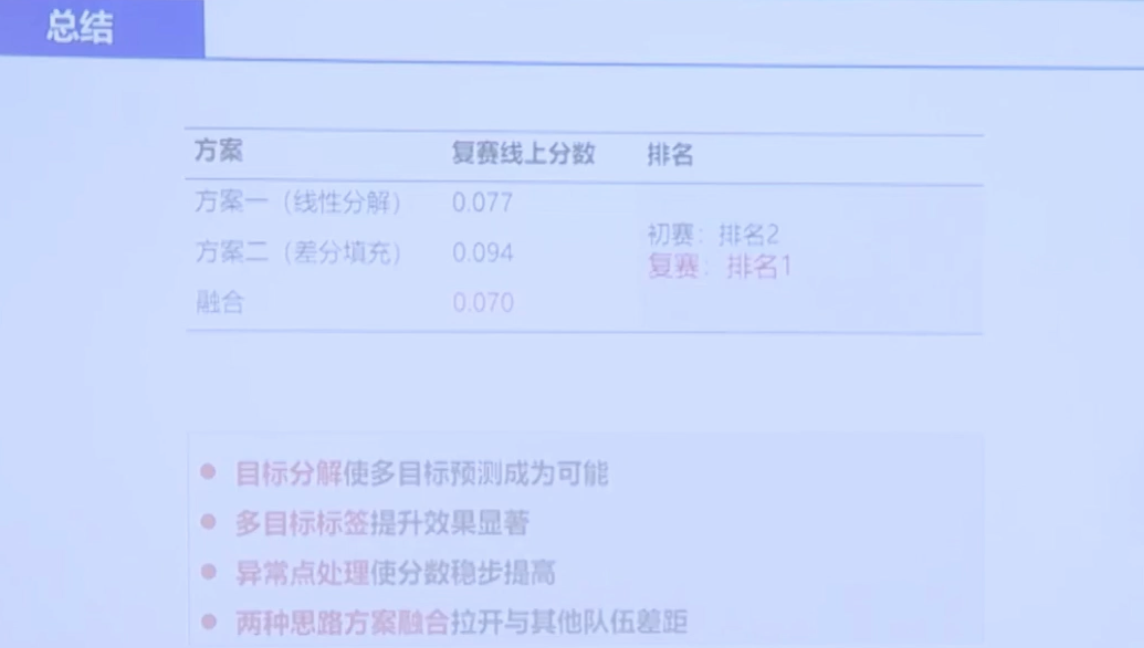 总结
方案 复赛线上分数 排名
方案一（线性分解） 0.077
方案二（差分填充） 0.094
融合 0.070
初赛：排名2
复赛：排名1
目标分解使多目标预测成为可能
多目标标签提升效果显著
异常点处理使分数稳步提高
两种思路方案融合拉开与其他队伍差距